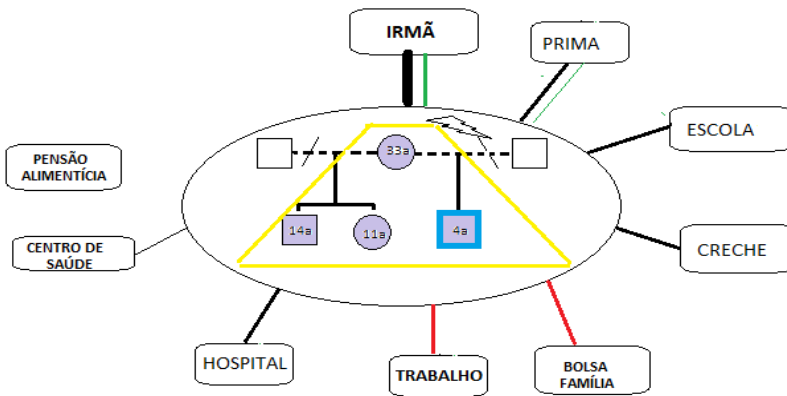 IRMÃ
PRIMA
ESCOLA
PENSÃO
ALIMENTÍCIA
33a
14a
11a
4a
CENTRO DE
SAÚDE
CRECHE
HOSPITAL
TRABALHO
BOLSA
FAMÍLIA